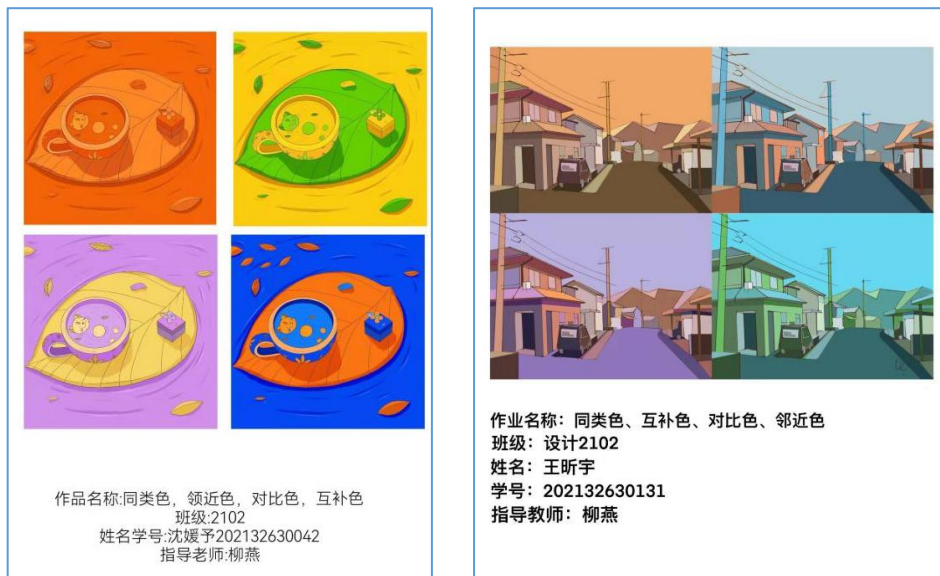 作品名称:同类色，领近色，对比色，互补色
班级:2102
姓名学号:沈媛予202132630042
指导老师:柳燕
作业名称：同类色、互补色、对比色、邻近色
班级：设计2102
姓名：王昕宇
学号：202132630131
指导教师：柳燕